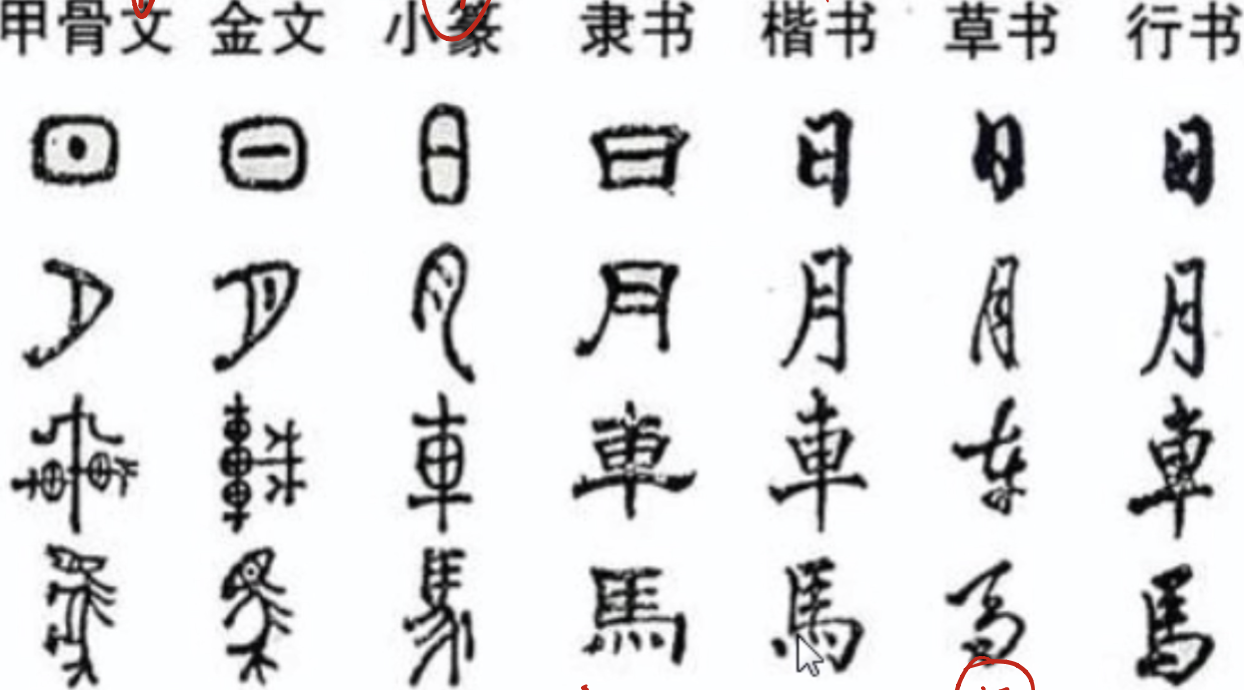 甲骨文 金文 小篆 隶书 楷书 草书 行书
日 日 日 日 日 日 日
月 月 月 月 月 月 月
車 車 車 車 車 車 車
馬 馬 馬 馬 馬 馬 馬